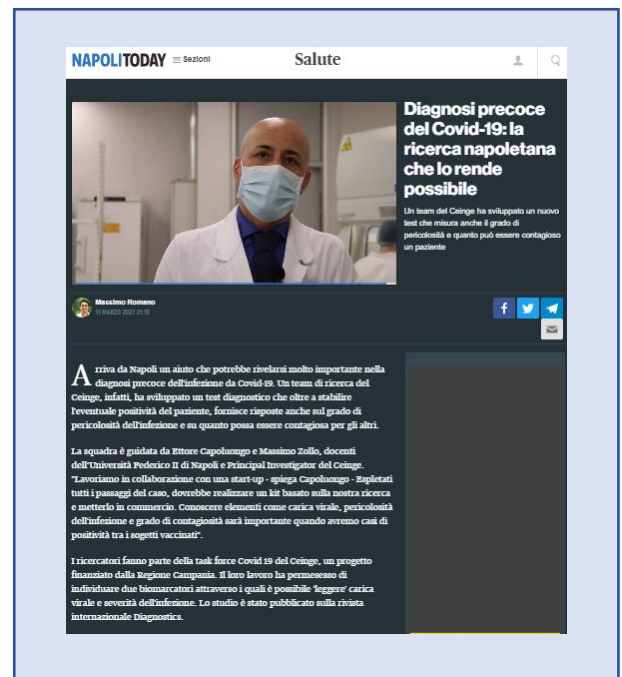 NAPOLITODAY
Sezioni
Salute
Diagnosi precoce
del Covid-19: la
ricerca napoletana
che lo rende
possibile
Un team del Ceinge ha sviluppato un nuovo
test che misura anche il grado di
pericolosità e quanto può essere contagioso
un paziente
Massimo Romano
11 MARZO 2021 21:13
Arriva da Napoli un aiuto che potrebbe rivelarsi molto importante nella
diagnosi precoce dell'infezione da Covid-19. Un team di ricerca del
Ceinge, infatti, ha sviluppato un test diagnostico che oltre a stabilire
l'eventuale positività del paziente, fornisce risposte anche sul grado di
pericolosità dell'infezione e su quanto possa essere contagiosa per gli altri.
La squadra è guidata da Ettore Capoluongo e Massimo Zollo, docenti
dell'Università Federico II di Napoli e Principal Investigator del Ceinge.
"Lavoriamo in collaborazione con una start-up - spiega Capoluongo - Espletati
tutti i passaggi del caso, dovrebbe realizzare un kit basato sulla nostra ricerca
e metterlo in commercio. Conoscere elementi come carica virale, pericolosità
dell'infezione e grado di contagiosità sarà importante quando avremo casi di
positività tra i sogetti vaccinati".
I ricercatori fanno parte della task force Covid 19 del Ceinge, un progetto
finanziato dalla Regione Campania. Il loro lavoro ha permesesso di
individuare due biomarcatori attraverso i quali è possibile 'leggere' carica
virale e severità dell'infezione. Lo studio è stato pubblicato sulla rivista
internazionale Diagnostics.